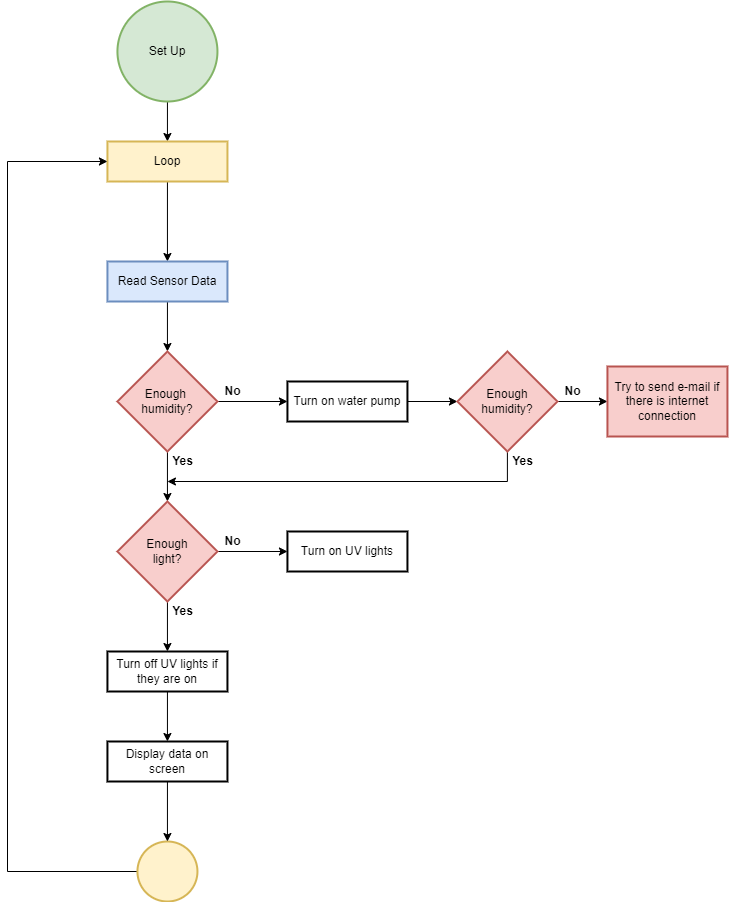 Set Up
Loop
Read Sensor Data
Enough
humidity?
No
Turn on water pump
Enough
humidity?
No
Try to send e-mail if
there is internet
connection
Yes
Yes
Enough
light?
No
Turn on UV lights
Yes
Turn off UV lights if
they are on
Display data on
screen